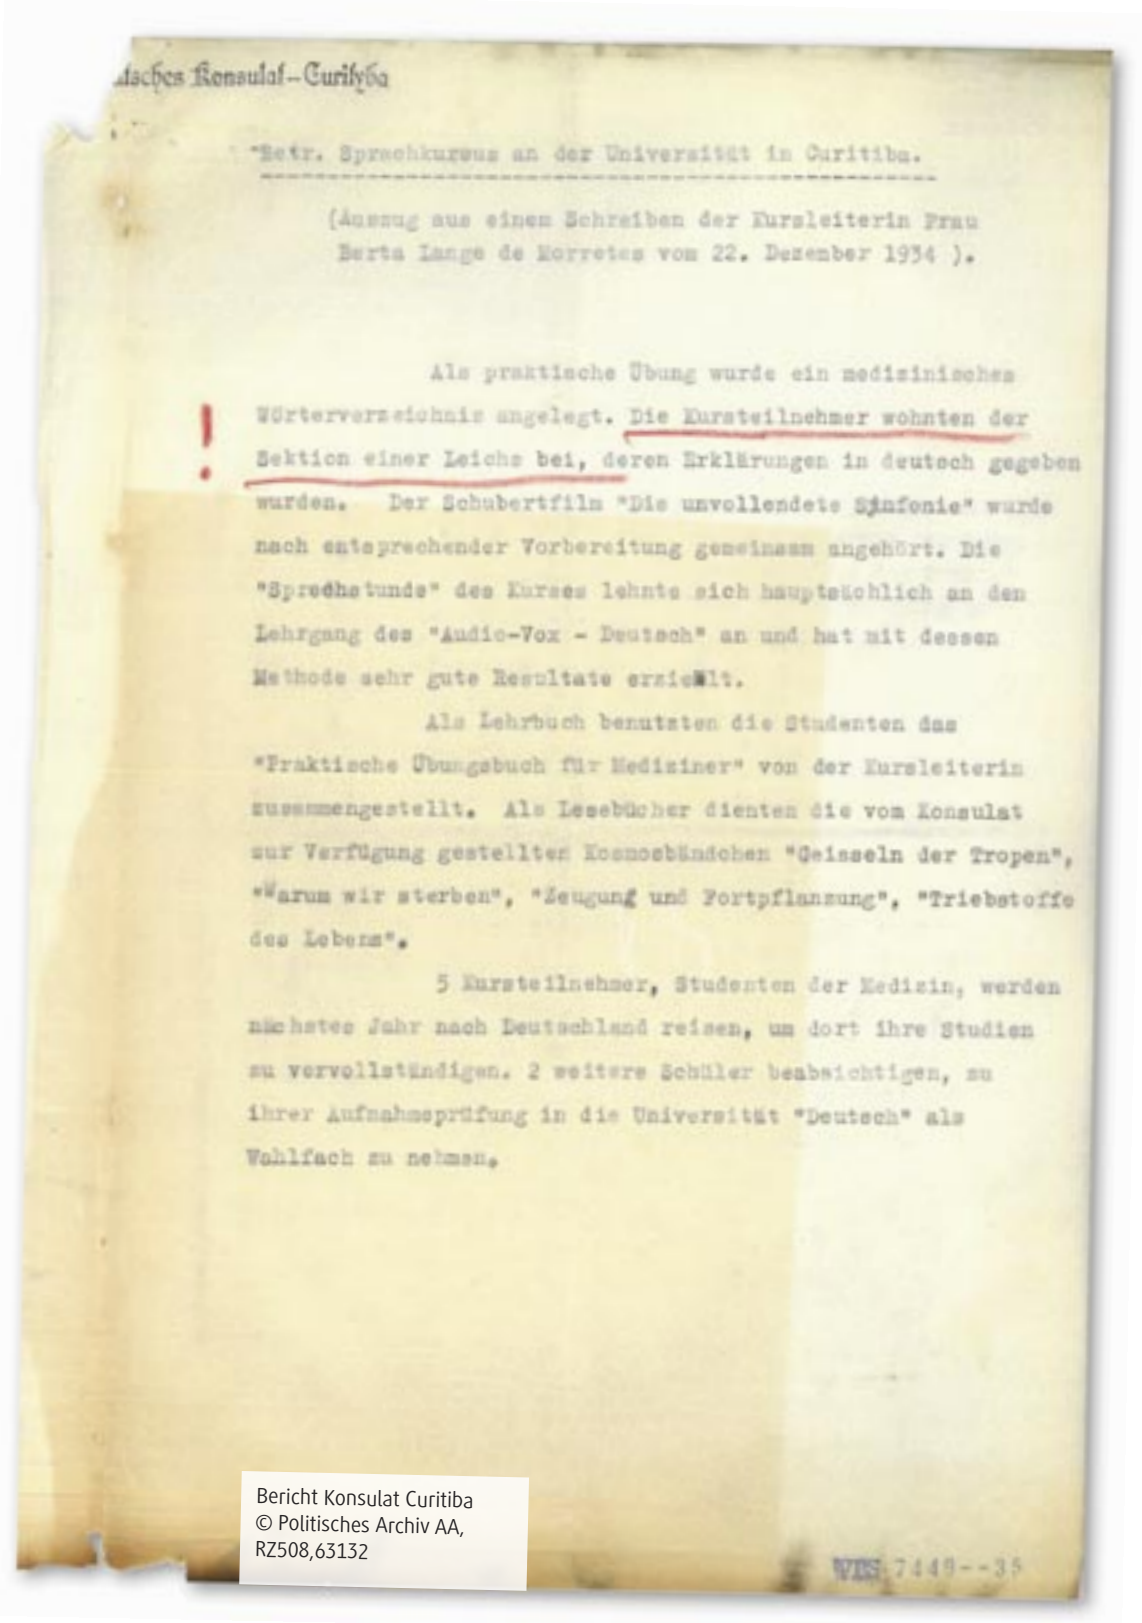 tsches Konsulat-Curityba
"Betr. Sprachkursus an der Universität in Curitiba.
(Auszug aus einem Schreiben der Kursleiterin Frau
Berta Lange de Morretes vom 22. Dezember 1934 ).
Als praktische Übung wurde ein medizinisches
Wörterverzeichnis angelegt. Die Kursteilnehmer wohnten der
! Sektion einer Leiche bei, deren Erklärungen in deutsch gegeben
wurden. Der Schubertfilm "Die unvollendete Sinfonie" wurde
nach entsprechender Vorbereitung gemeinsam angehört. Die
"Sprechstunde" des Kurses lehnte sich hauptsächlich an den
Lehrgang des "Audio-Vox - Deutsch" an und hat mit dessen
Methode sehr gute Resultate erzielt.
Als Lehrbuch benutzten die Studenten das
"Praktische Übungsbuch für Mediziner" von der Kursleiterin
zusammengestellt. Als Lesebücher dienten die vom Konsulat
zur Verfügung gestellten Kosmosbändchen "Geisseln der Tropen",
"Warum wir sterben", "Zeugung und Fortpflanzung", "Triebstoffe
des Lebens".
5 Kursteilnehmer, Studenten der Medizin, werden
nächstes Jahr nach Deutschland reisen, um dort ihre Studien
zu vervollständigen. 2 weitere Schüler beabsichtigen, zu
ihrer Aufnahmeprüfung in die Universität "Deutsch" als
Wahlfach zu nehmen.
Bericht Konsulat Curitiba
© Politisches Archiv AA,
RZ508,63132
7449--35